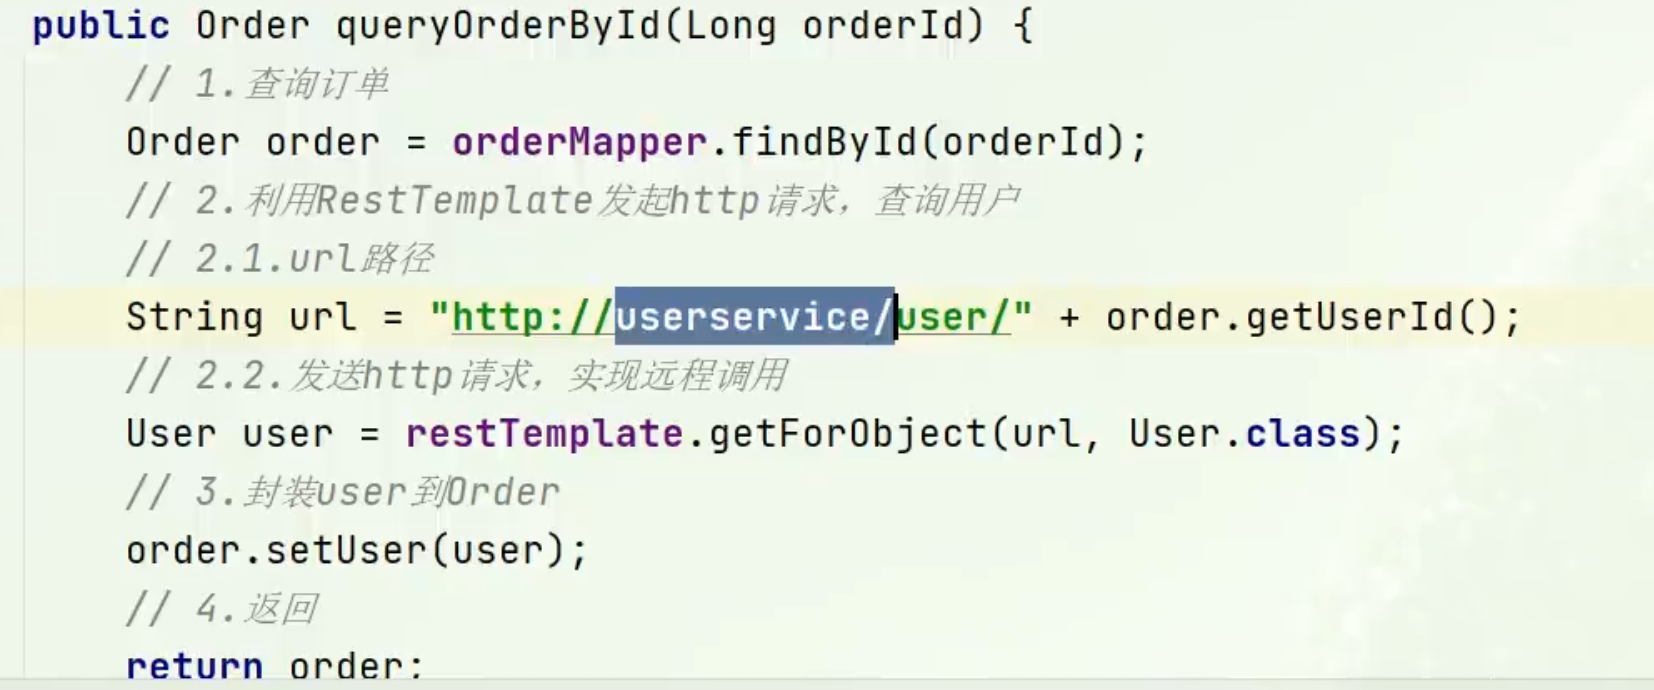 public Order queryOrderById(Long orderId) {
// 1.查询订单
Order order = orderMapper.findById(orderId);
// 2.利用RestTemplate发起http请求，查询用户
// 2.1.url路径
String url = "http://userservice/user/" + order.getUserId();
// 2.2.发送http请求，实现远程调用
User user = restTemplate.getForObject(url, User.class);
// 3.封装user到Order
order.setUser(user);
// 4.返回
return order;